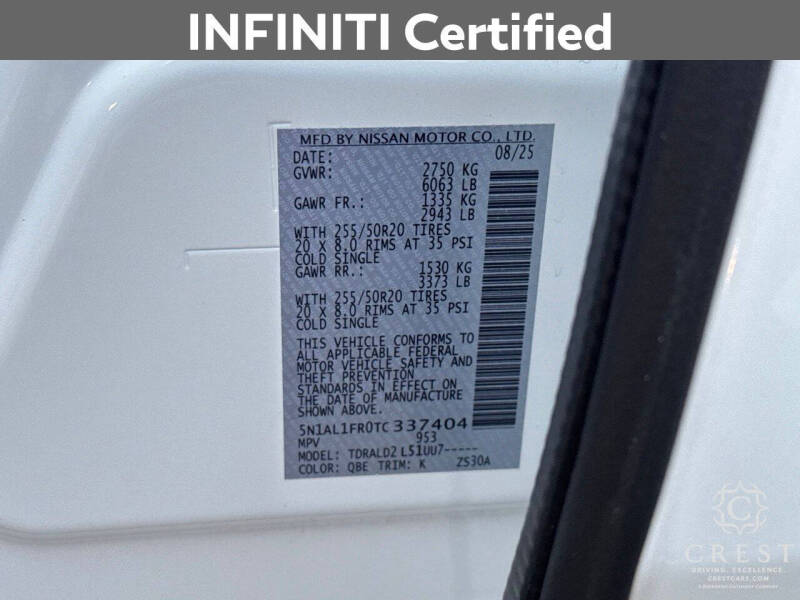 INFINITI Certified
MFD BY NISSAN MOTOR CO., LTD.
DATE: 08/25
GVWR: 2750 KG
6063 LB
GAWR FR.: 1335 KG
2943 LB
WITH 255/50R20 TIRES
20 X 8.0 RIMS AT 35 PSI
COLD SINGLE
GAWR RR.: 1530 KG
3373 LB
WITH 255/50R20 TIRES
20 X 8.0 RIMS AT 35 PSI
COLD SINGLE
THIS VEHICLE CONFORMS TO
ALL APPLICABLE FEDERAL
MOTOR VEHICLE SAFETY AND
THEFT PREVENTION
STANDARDS IN EFFECT ON
THE DATE OF MANUFACTURE
SHOWN ABOVE.
5N1AL1FR0TC337404
MPV 953
MODEL: TDRALD2 L51UU7-----
COLOR: QBE TRIM: K ZS30A
CREST
DRIVING. EXCELLENCE.
CRESTCARS.COM